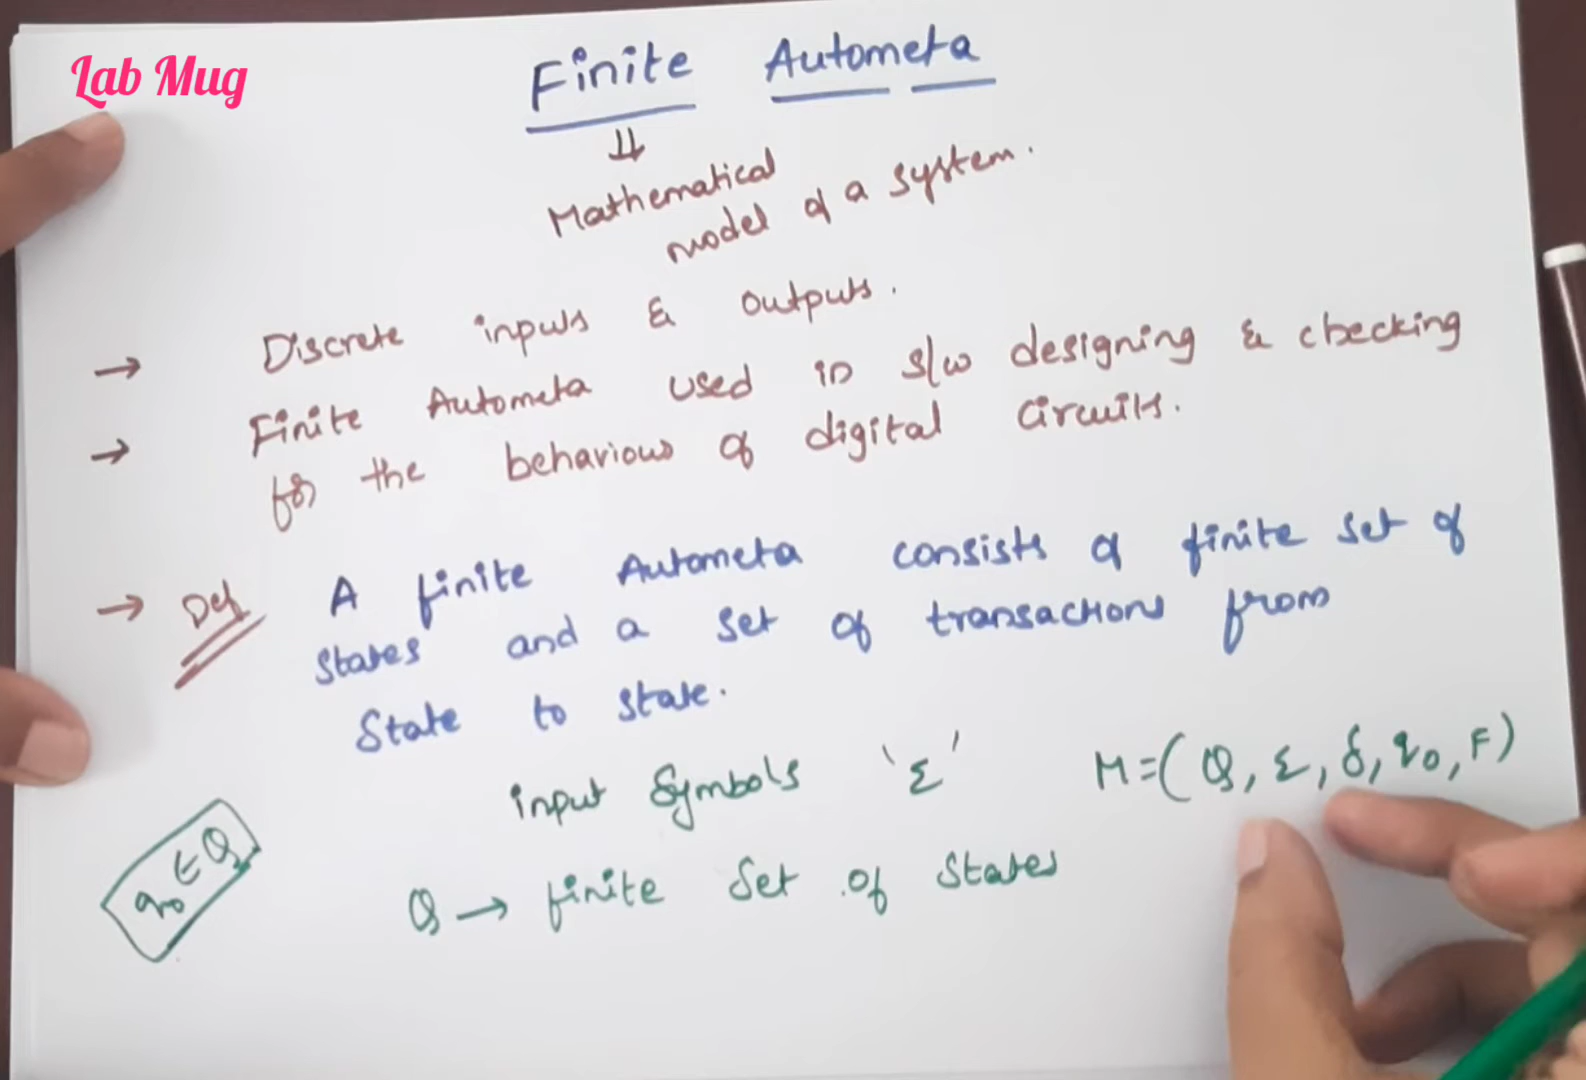 Lab Mug
Finite Autometa
Mathematical
model of a system.
→ Discrete inputs & outputs.
→ Finite Autometa used in s/w designing & checking
for the behaviour of digital circuits.
→ Def A finite Autometa consists of finite set of
states and a set of transactions from
State to state.
input Symbols 'Σ' M=(Q, Σ, δ, q0, F)
q0 ∈ Q
Q → finite Set of States